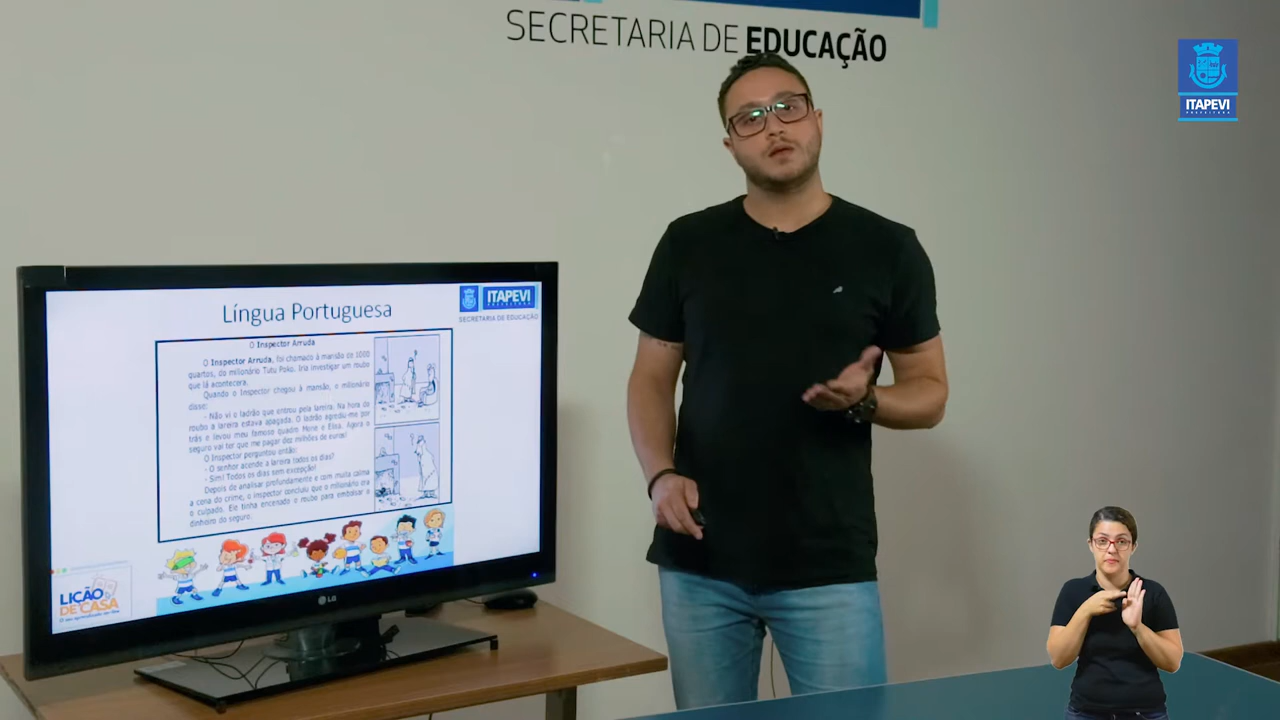 SECRETARIA DE EDUCAÇÃO
ITAPEVI
PREFEITURA
Língua Portuguesa
ITAPEVI
PREFEITURA
SECRETARIA DE EDUCAÇÃO
O Inspector Arruda
O Inspector Arruda, foi chamado à mansão de 1000
quartos, do milionário Tutu Poko. Iria investigar um roubo
que lá acontecera.
Quando o Inspector chegou à mansão, o milionário
disse:
- Não vi o ladrão que entrou pela lareira. Na hora do
roubo a lareira estava apagada. O ladrão agrediu-me por
trás e levou meu famoso quadro Mona e Elisa. Agora o
seguro vai ter que me pagar dez milhões de euros!
O Inspector perguntou então:
- O senhor acende a lareira todos os dias?
- Sim! Todos os dias sem excepção!
Depois de analisar profundamente e com muita calma
a cena do crime, o inspector concluiu que o milionário era
o culpado. Ele tinha encenado o roubo para embolsar o
dinheiro do seguro.
LIÇÃO
DE CASA
LG